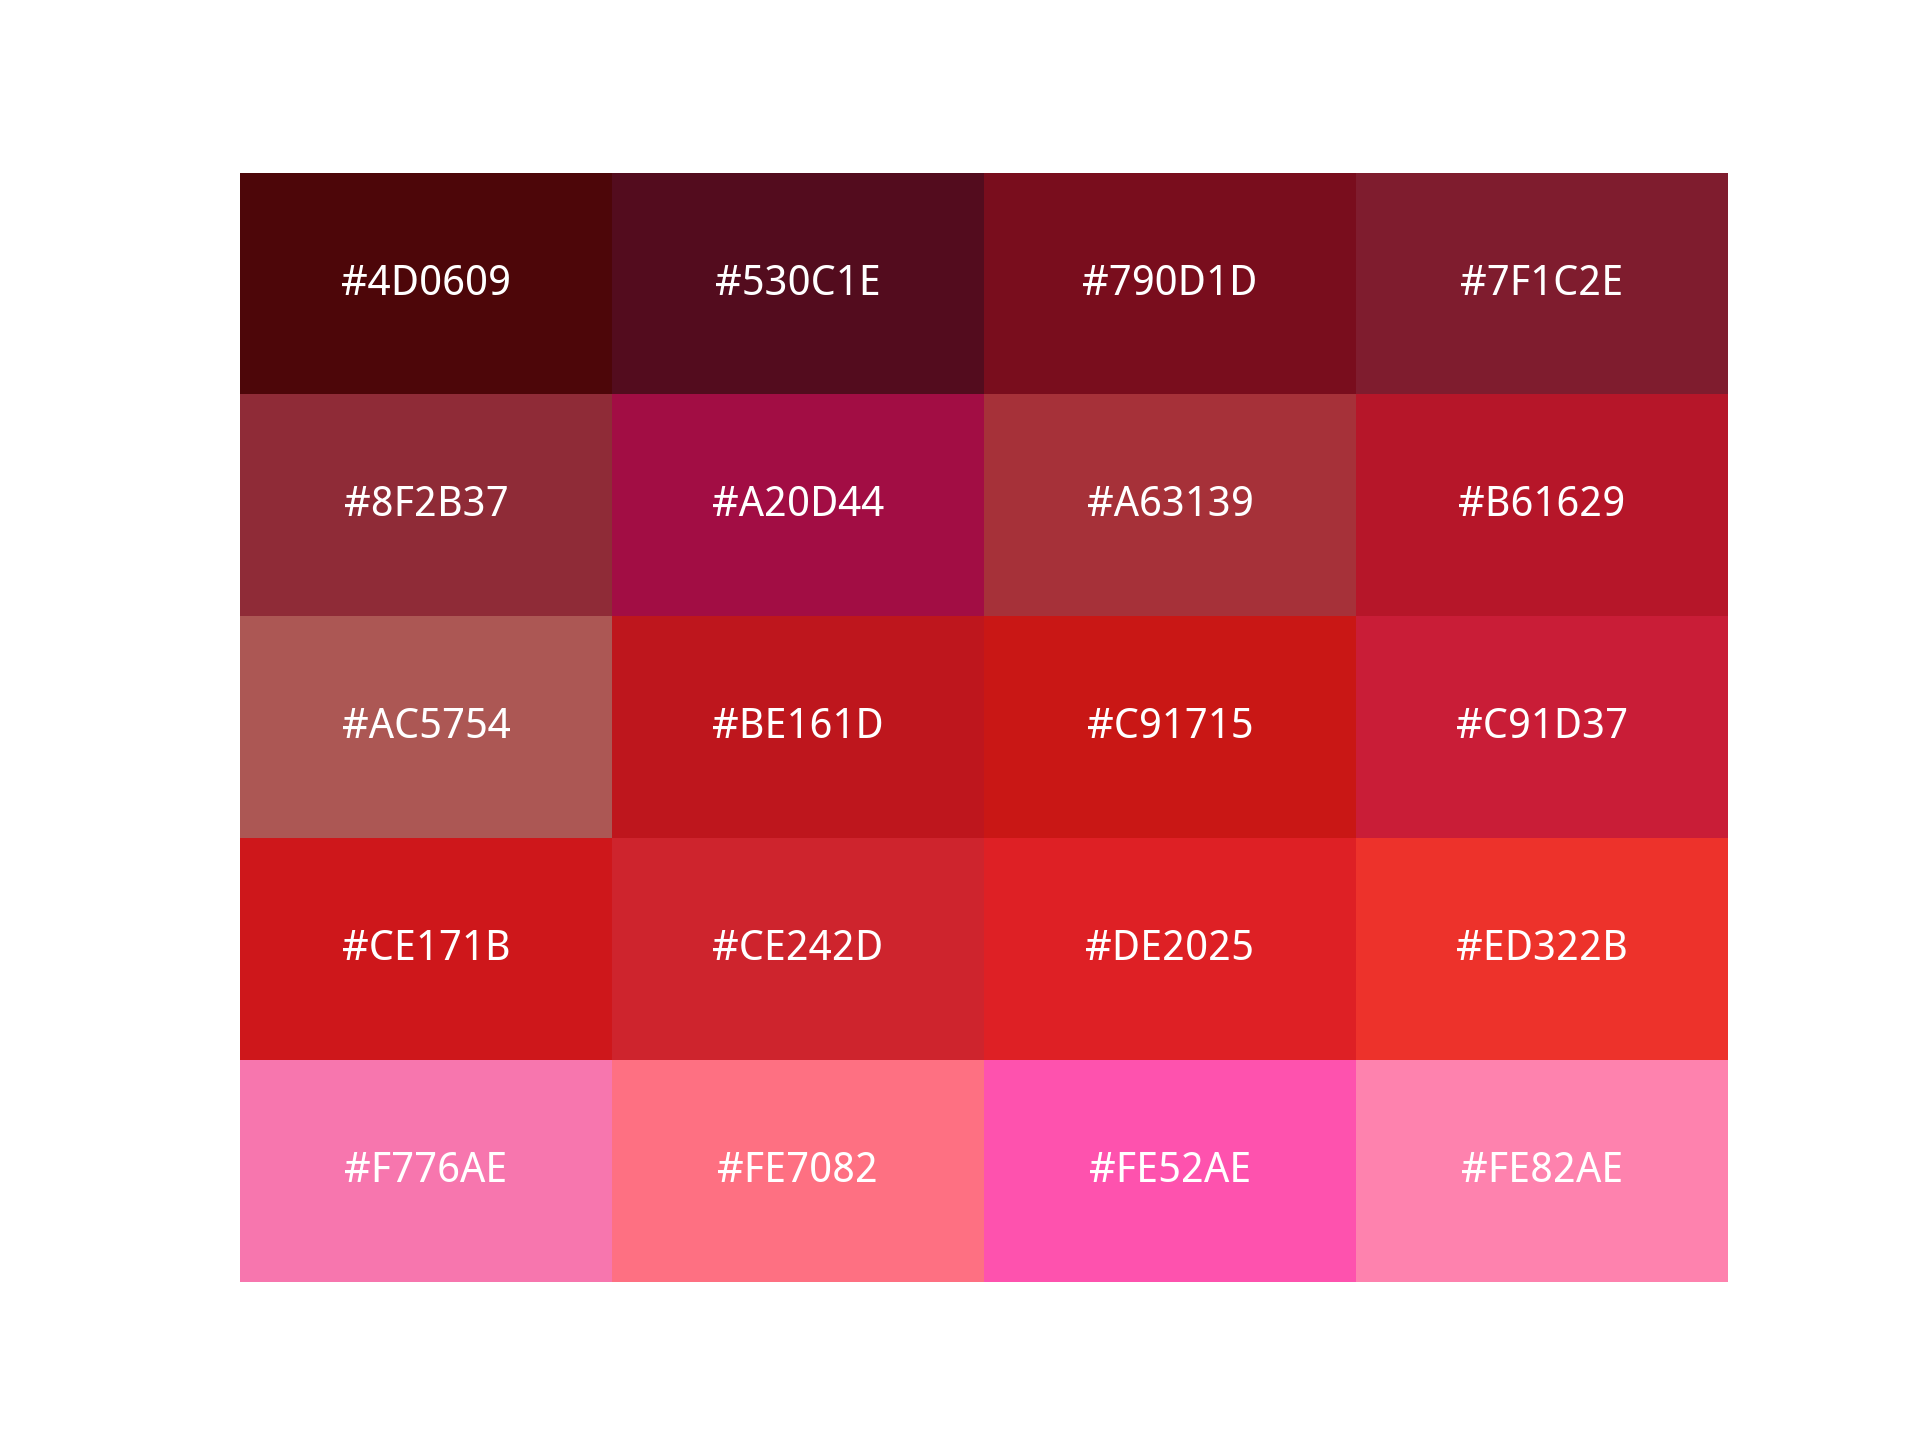 #4D0609 #530C1E #790D1D #7F1C2E
#8F2B37 #A20D44 #A63139 #B61629
#AC5754 #BE161D #C91715 #C91D37
#CE171B #CE242D #DE2025 #ED322B
#F776AE #FE7082 #FE52AE #FE82AE